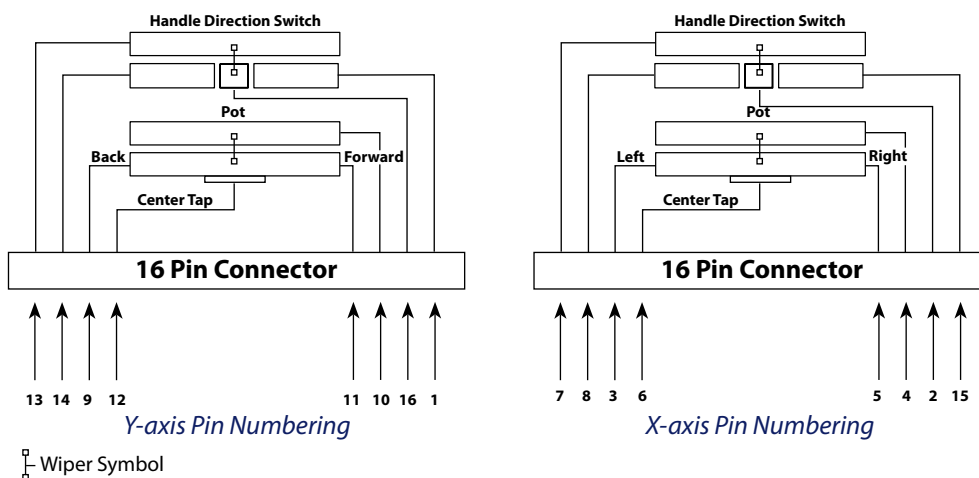 Handle Direction Switch
Pot
Back
Forward
Center Tap
16 Pin Connector
13 14 9 12 11 10 16 1
Y-axis Pin Numbering
Handle Direction Switch
Pot
Left
Right
Center Tap
16 Pin Connector
7 8 3 6 5 4 2 15
X-axis Pin Numbering
Wiper Symbol